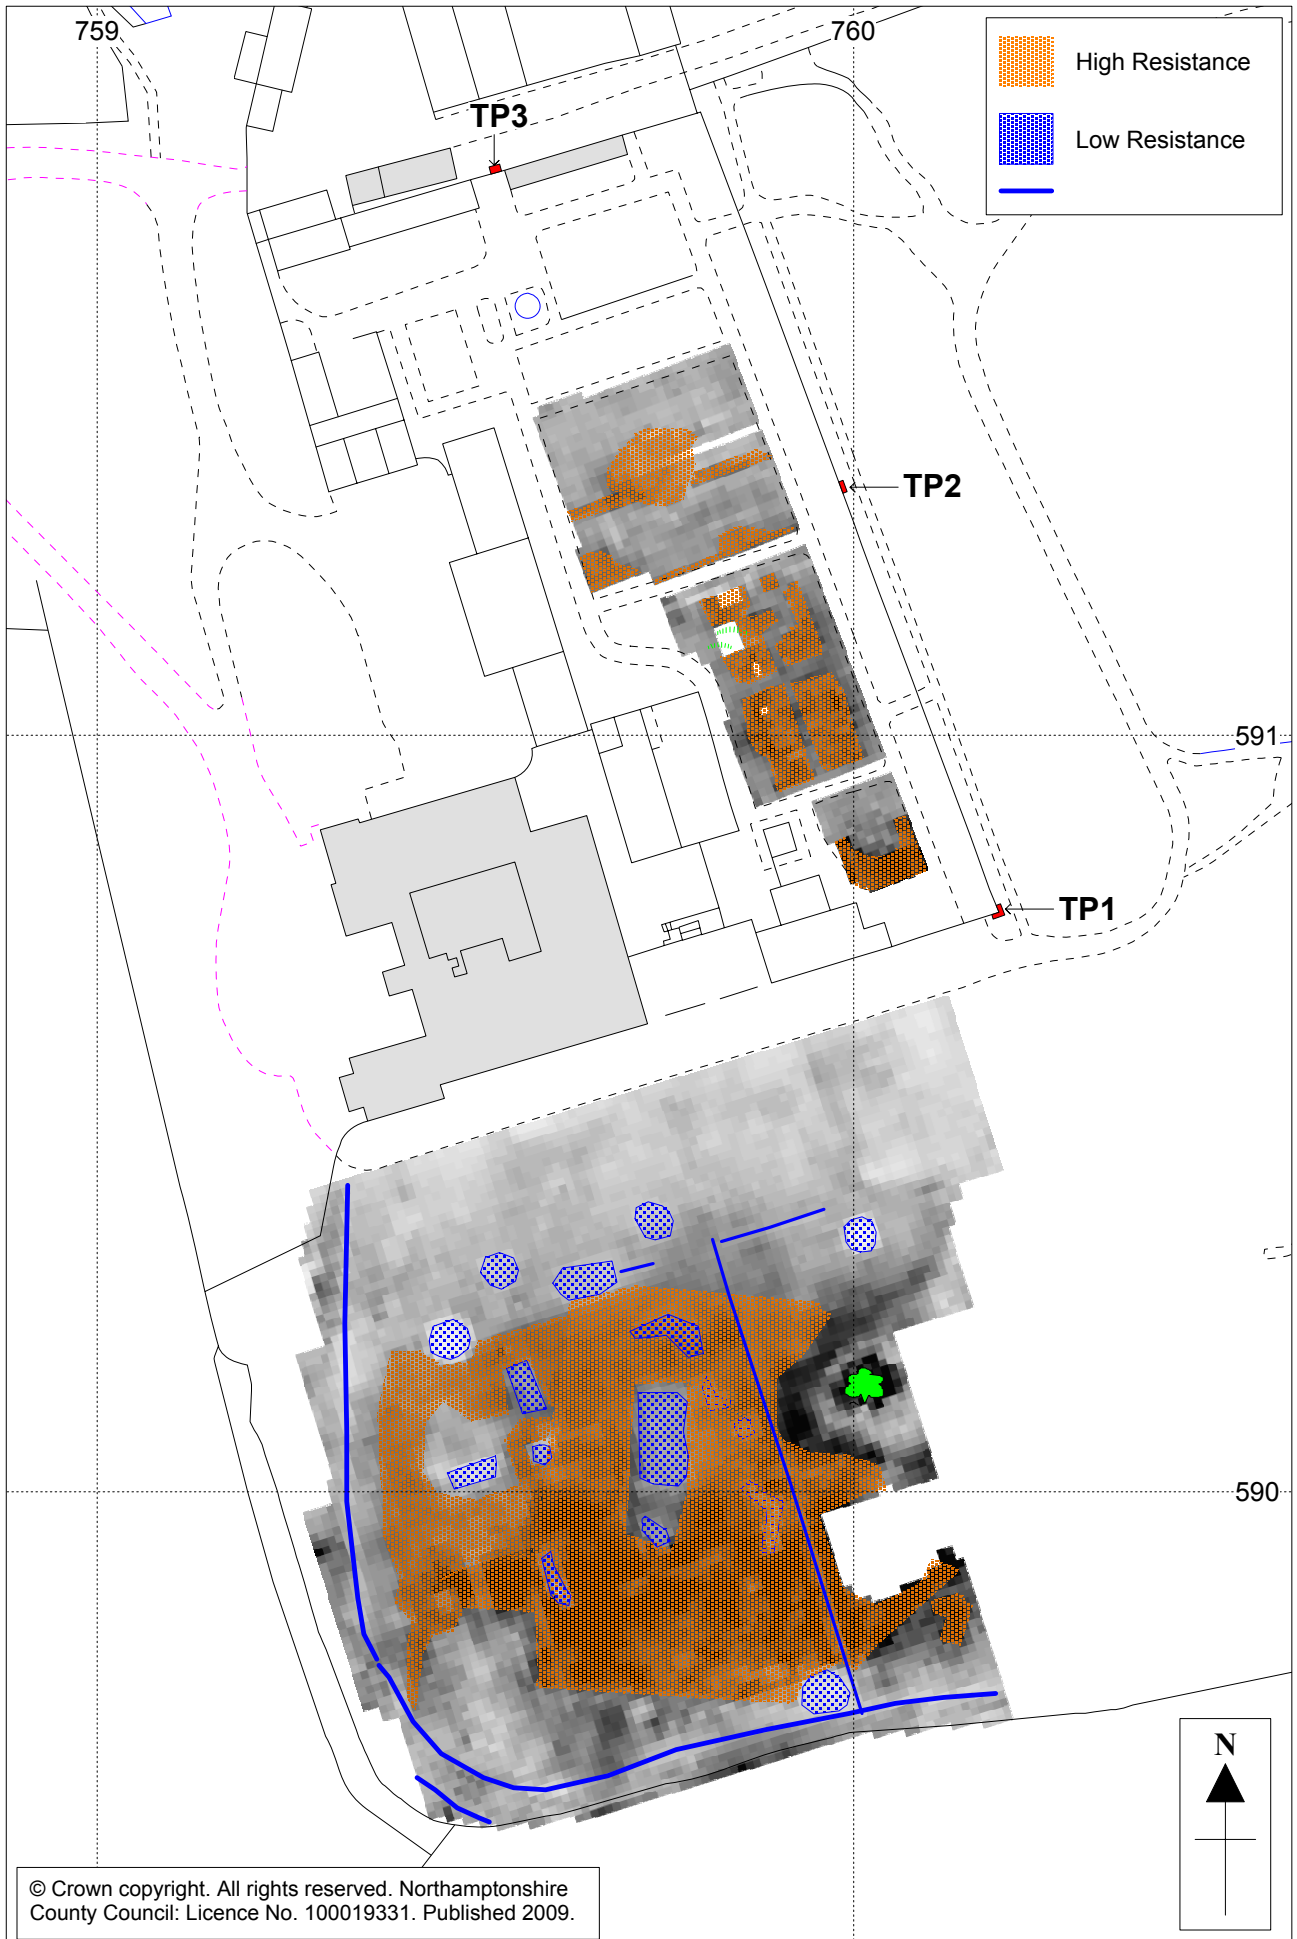 759
760
High Resistance
Low Resistance
TP3
TP2
591
TP1
590
N
© Crown copyright. All rights reserved. Northamptonshire
County Council: Licence No. 100019331. Published 2009.